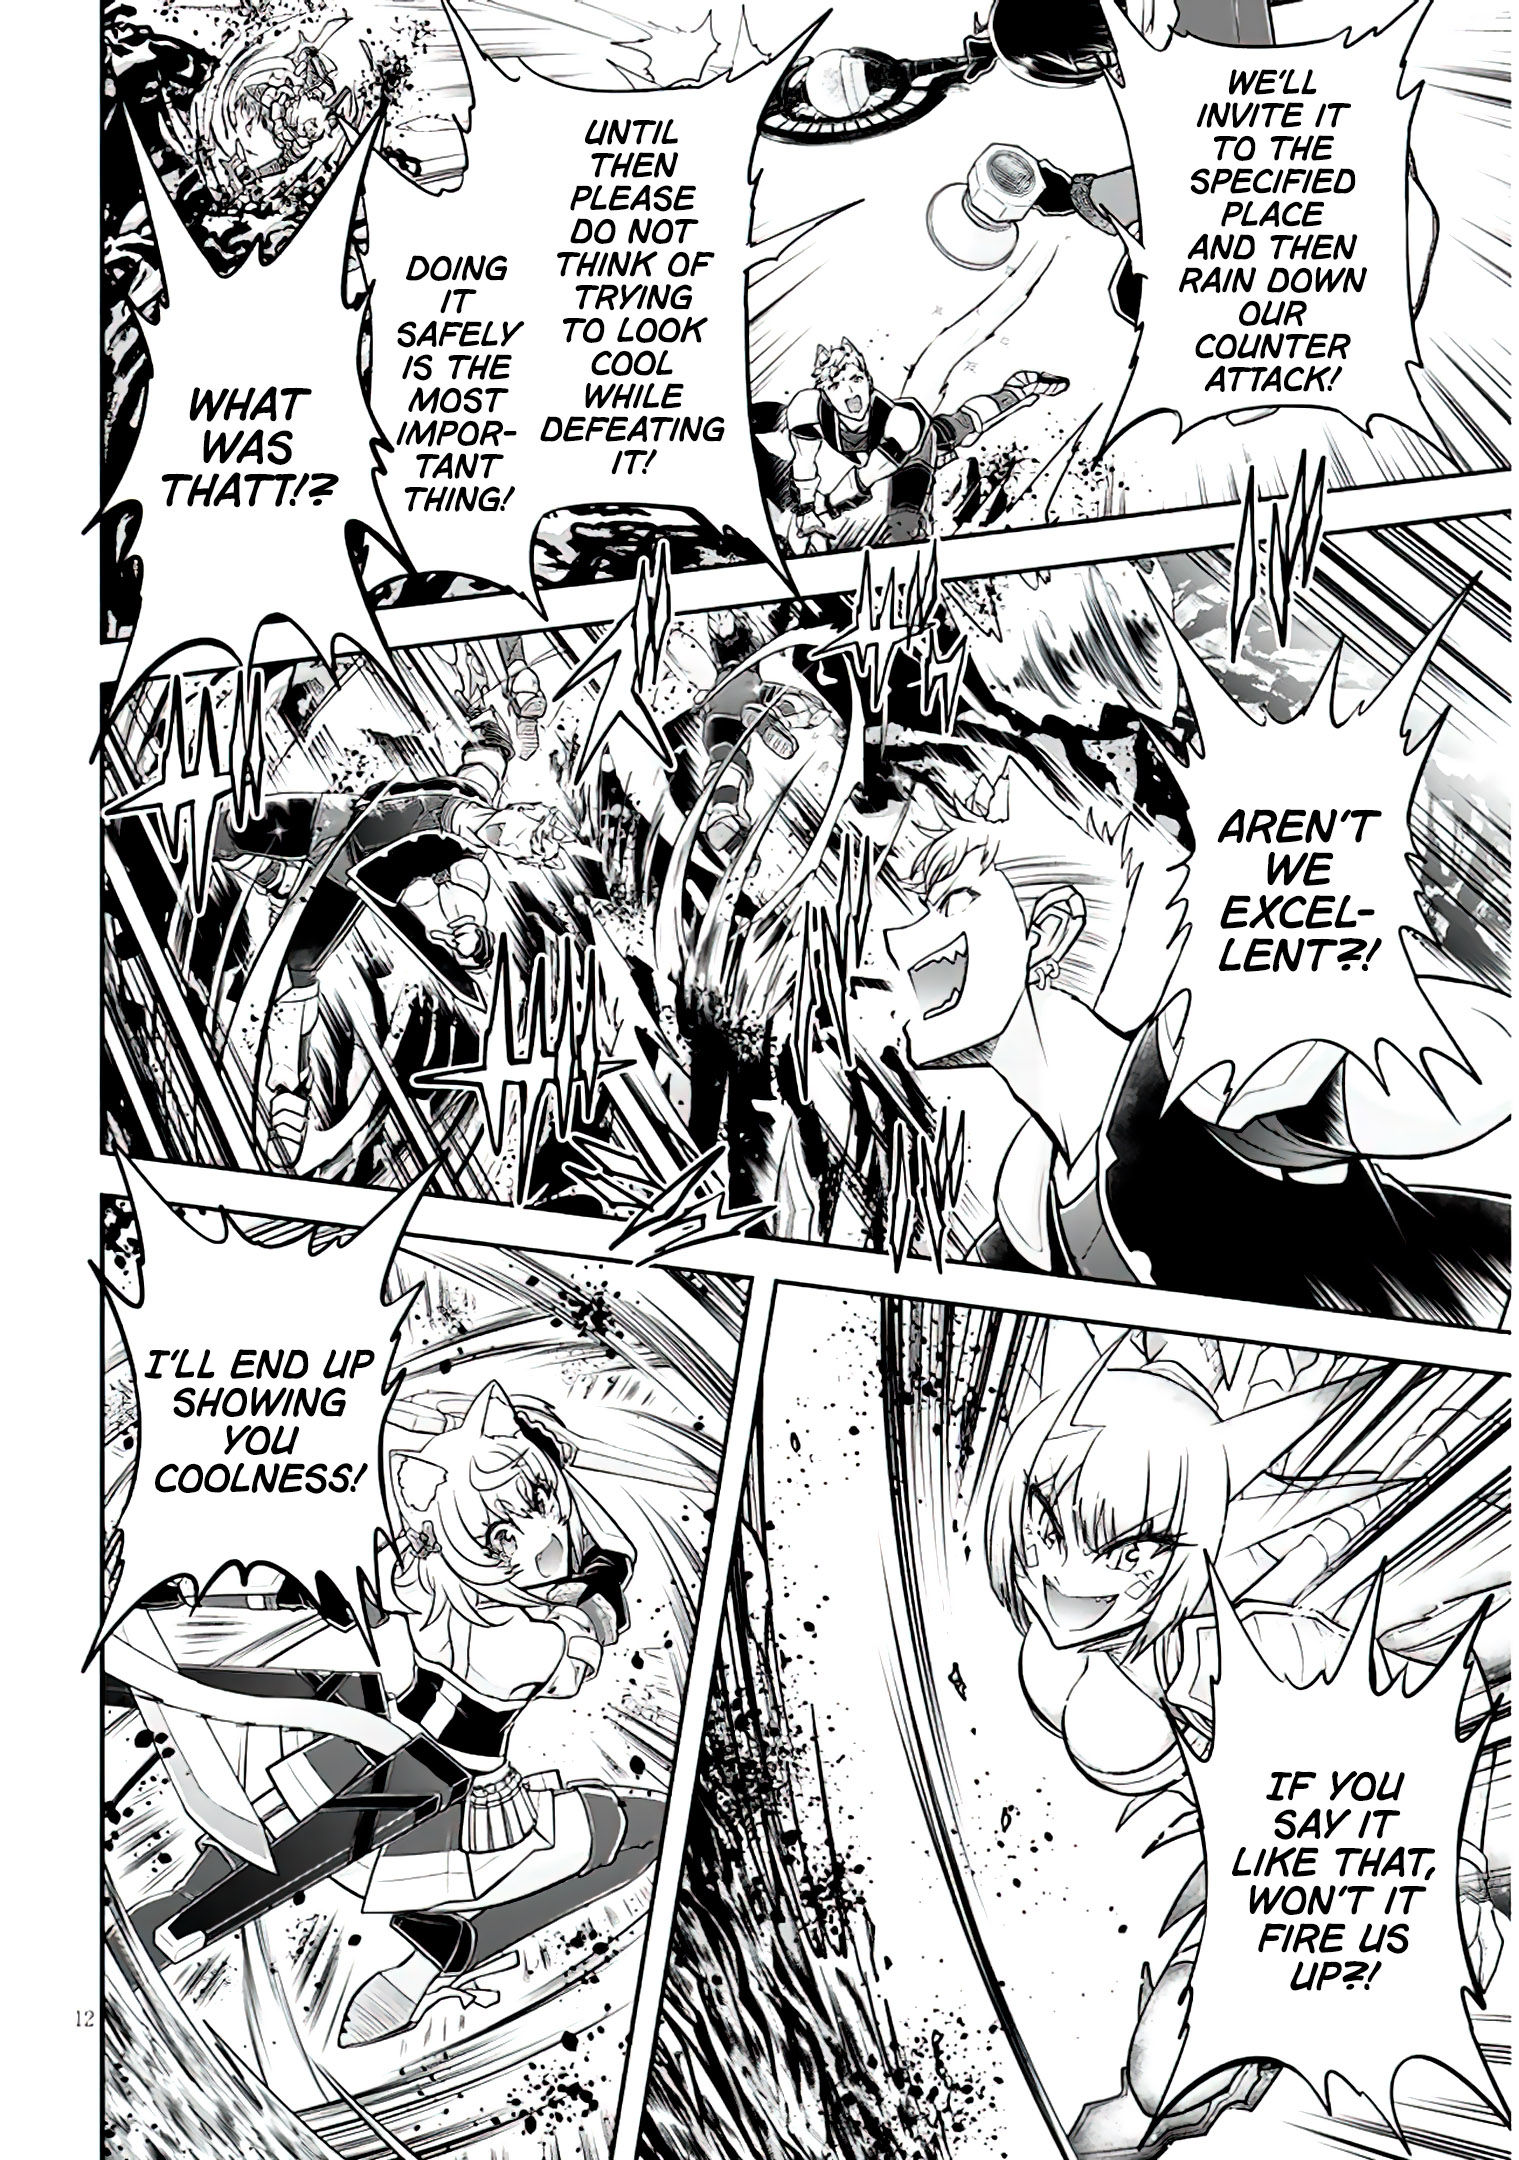 WE'LL
INVITE IT
TO THE
SPECIFIED
PLACE
AND THEN
RAIN DOWN
OUR
COUNTER
ATTACK!
UNTIL
THEN
PLEASE
DO NOT
THINK OF
TRYING
TO LOOK
COOL
WHILE
DEFEATING
IT!
DOING
IT
SAFELY
IS THE
MOST
IMPOR-
TANT
THING!
WHAT
WAS
THATT!?
AREN'T
WE
EXCEL-
LENT?!
IF YOU
SAY IT
LIKE THAT,
WON'T IT
FIRE US
UP?!
I'LL END UP
SHOWING
YOU
COOLNESS!
12